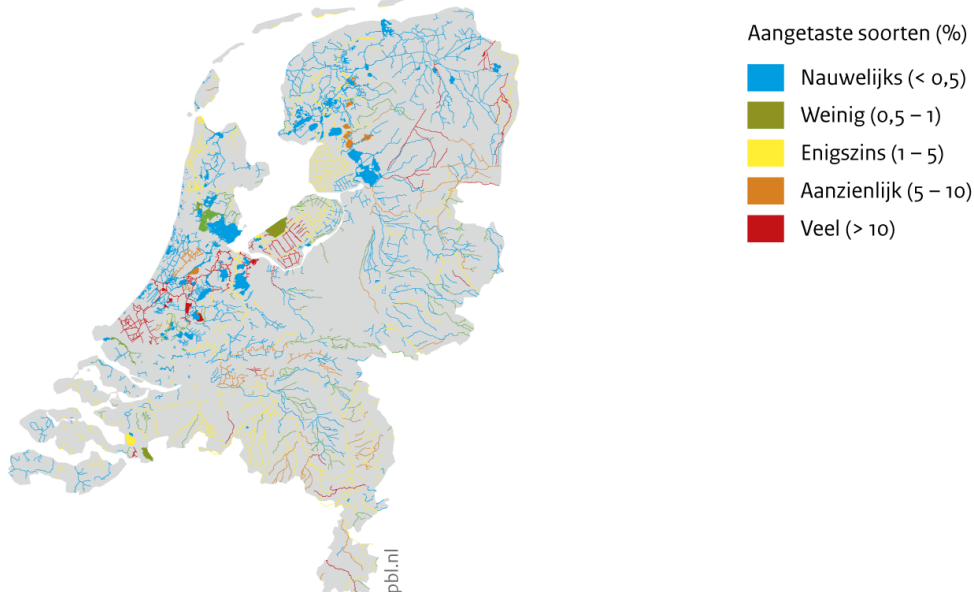 Aangetaste soorten (%)
Nauwelijks (< 0,5)
Weinig (0,5 – 1)
Enigszins (1 – 5)
Aanzienlijk (5 – 10)
Veel (> 10)
pbl.nl